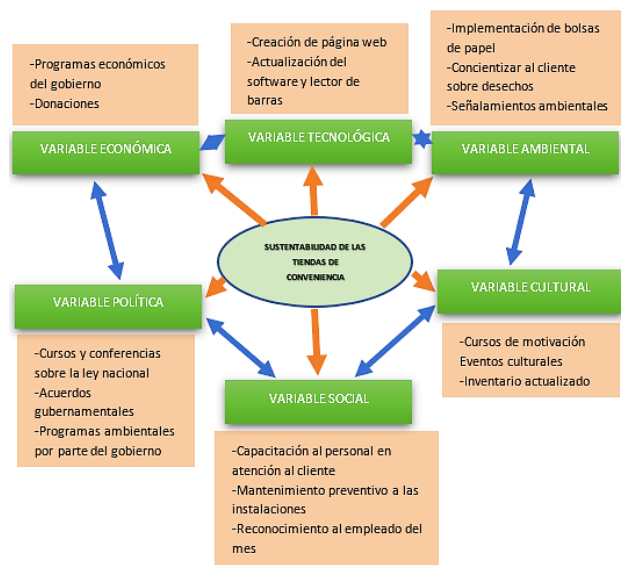 -Programas económicos
del gobierno
-Donaciones
VARIABLE ECONÓMICA
-Creación de página web
-Actualización del
software y lector de
barras
VARIABLE TECNOLÓGICA
-Implementación de bolsas
de papel
-Concientizar al cliente
sobre desechos
-Señalamientos ambientales
VARIABLE AMBIENTAL
SUSTENTABILIDAD DE LAS
TIENDAS DE
CONVENIENCIA
VARIABLE POLÍTICA
-Cursos y conferencias
sobre la ley nacional
-Acuerdos
gubernamentales
-Programas ambientales
por parte del gobierno
VARIABLE CULTURAL
-Cursos de motivación
Eventos culturales
-Inventario actualizado
VARIABLE SOCIAL
-Capacitación al personal en
atención al cliente
-Mantenimiento preventivo a las
instalaciones
-Reconocimiento al empleado del
mes